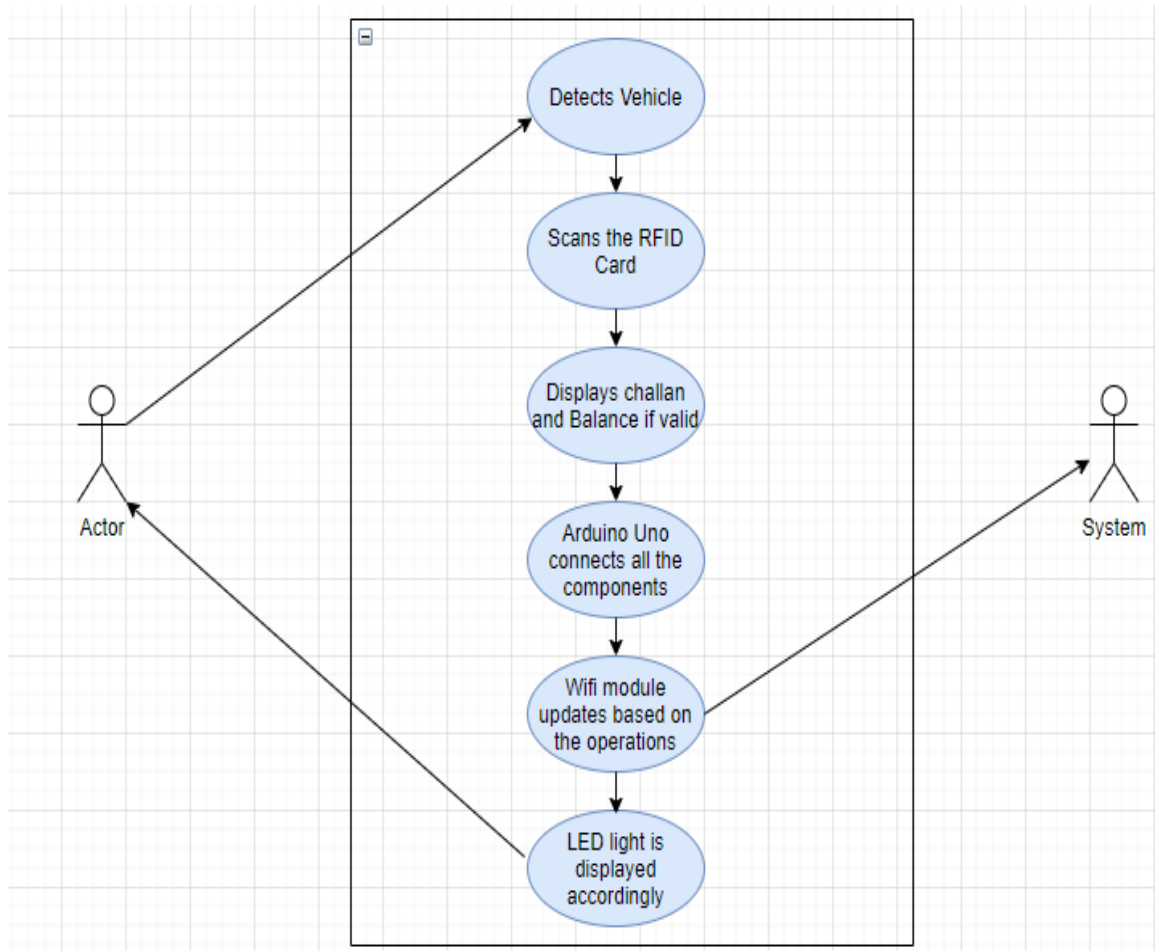 Detects Vehicle
Scans the RFID
Card
Displays challan
and Balance if valid
Actor
System
Arduino Uno
connects all the
components
Wifi module
updates based on
the operations
LED light is
displayed
accordingly